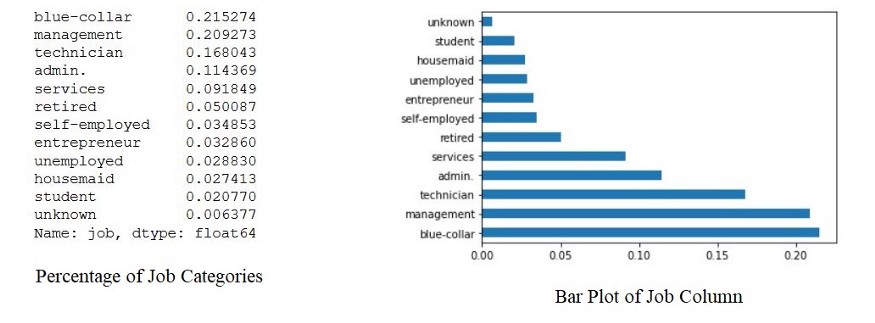 blue-collar 0.215274
management 0.209273
technician 0.168043
admin. 0.114369
services 0.091849
retired 0.050087
self-employed 0.034853
entrepreneur 0.032860
unemployed 0.028830
housemaid 0.027413
student 0.020770
unknown 0.006377
Name: job, dtype: float64
Percentage of Job Categories
unknown
student
housemaid
unemployed
entrepreneur
self-employed
retired
services
admin.
technician
management
blue-collar
0.00 0.05 0.10 0.15 0.20
Bar Plot of Job Column